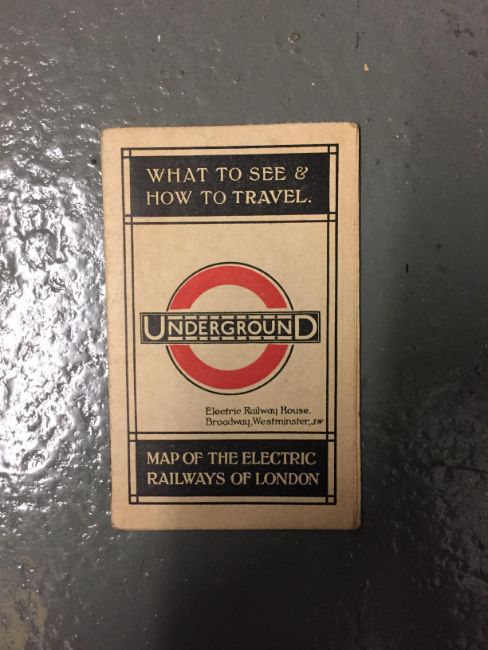 WHAT TO SEE &
HOW TO TRAVEL.
UNDERGROUND
Electric Railway House.
Broadway, Westminster, SW
MAP OF THE ELECTRIC
RAILWAYS OF LONDON